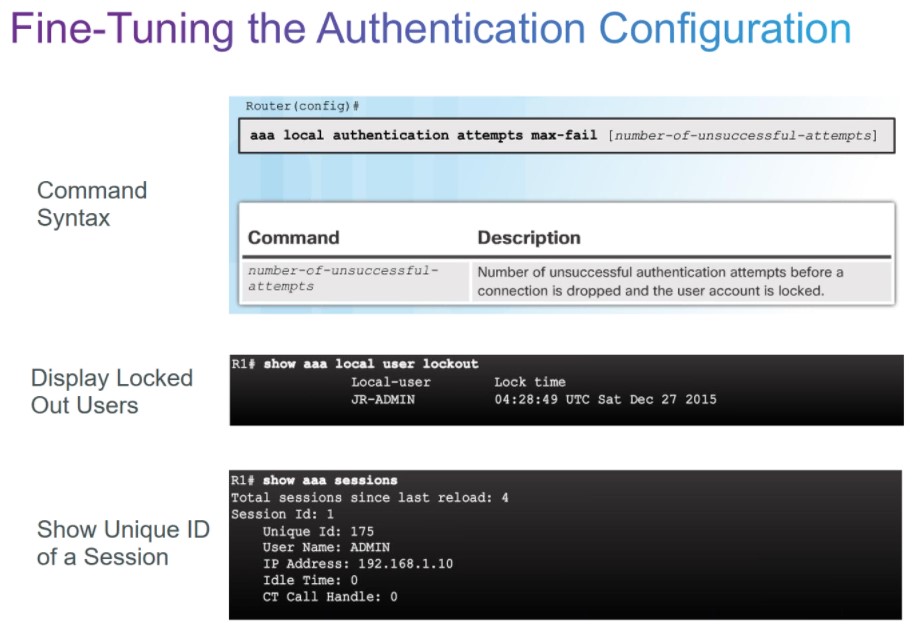 Fine-Tuning the Authentication Configuration
Command
Syntax
Router(config)#
aaa local authentication attempts max-fail [number-of-unsuccessful-attempts]
Command Description
number-of-unsuccessful-
attempts
Number of unsuccessful authentication attempts before a
connection is dropped and the user account is locked.
Display Locked
Out Users
R1# show aaa local user lockout
Local-user Lock time
JR-ADMIN 04:28:49 UTC Sat Dec 27 2015
Show Unique ID
of a Session
R1# show aaa sessions
Total sessions since last reload: 4
Session Id: 1
Unique Id: 175
User Name: ADMIN
IP Address: 192.168.1.10
Idle Time: 0
CT Call Handle: 0